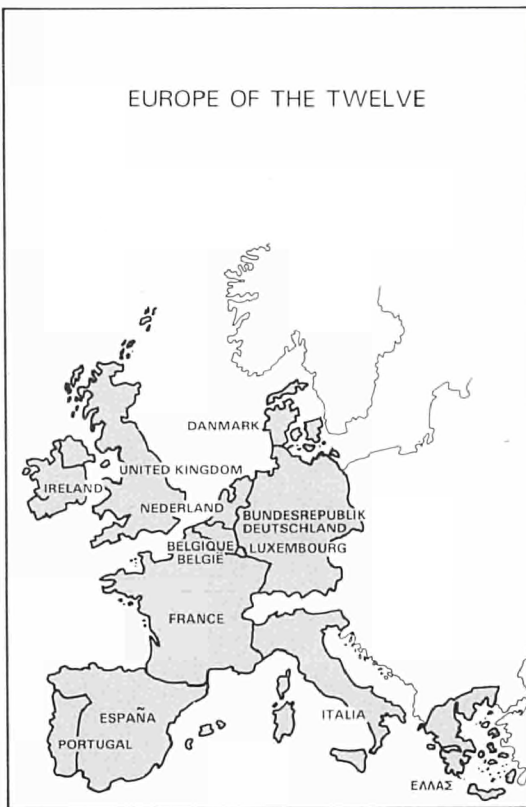 EUROPE OF THE TWELVE
DANMARK
UNITED KINGDOM
IRELAND
NEDERLAND
BUNDESREPUBLIK
DEUTSCHLAND
BELGIQUE
BELGIË
LUXEMBOURG
FRANCE
ESPAÑA
PORTUGAL
ITALIA
ΕΛΛΑΣ